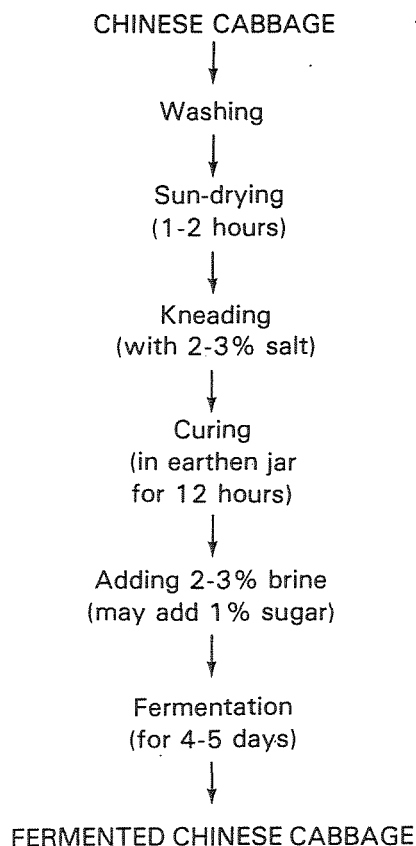 CHINESE CABBAGE
Washing
Sun-drying
(1-2 hours)
Kneading
(with 2-3% salt)
Curing
(in earthen jar
for 12 hours)
Adding 2-3% brine
(may add 1% sugar)
Fermentation
(for 4-5 days)
FERMENTED CHINESE CABBAGE